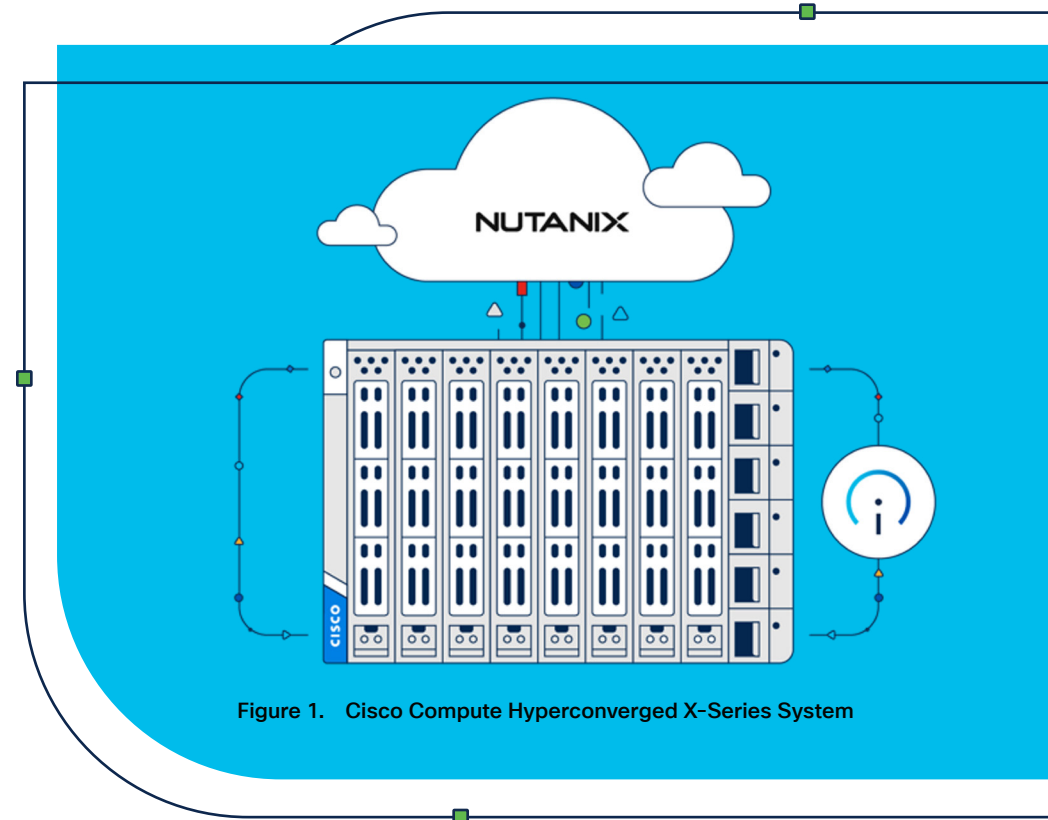 NUTANIX
CISCO
Figure 1. Cisco Compute Hyperconverged X-Series System